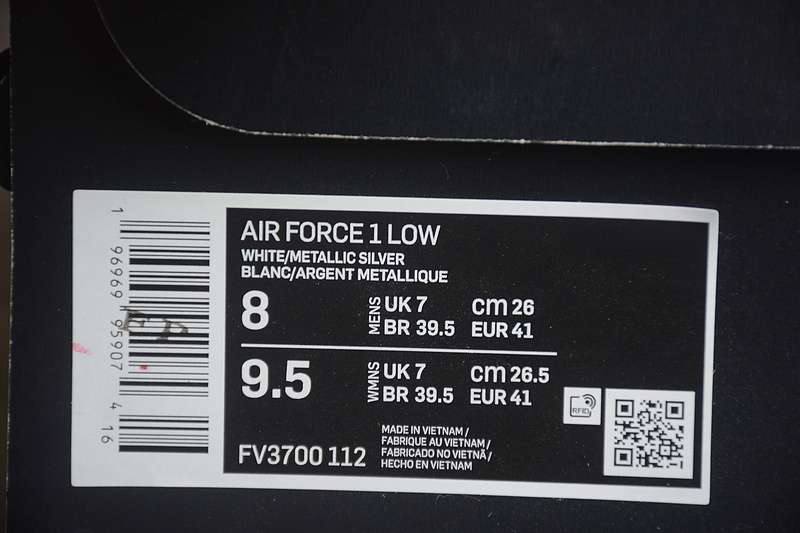 AIR FORCE 1 LOW
WHITE/METALLIC SILVER
BLANC/ARGENT METALLIQUE
8 MENS UK 7 cm 26
BR 39.5 EUR 41
9.5 WMNS UK 7 cm 26.5
BR 39.5 EUR 41
RFID
FV3700 112
MADE IN VIETNAM /
FABRIQUE AU VIETNAM /
FABRICADO NO VIETNÃ /
HECHO EN VIETNAM
1 96969 95907 4 16
EP